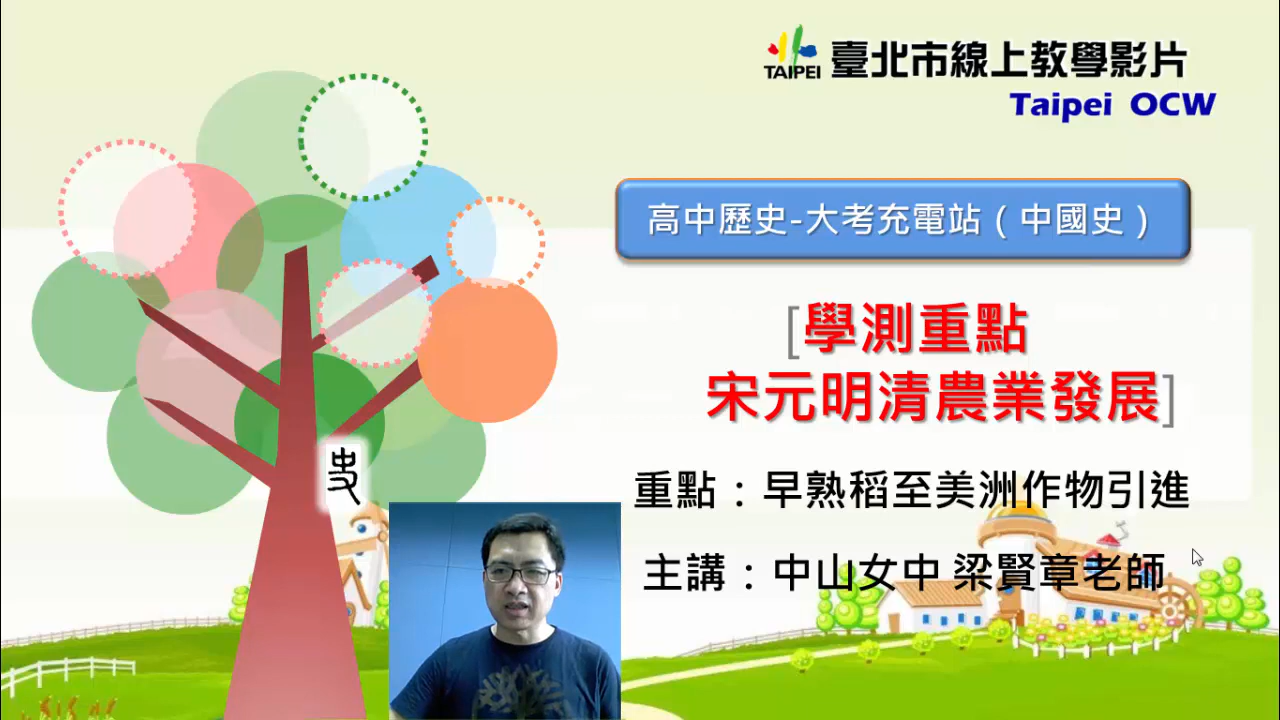 TAIPEI
臺北市線上教學影片
Taipei OCW
高中歷史-大考充電站（中國史）
[學測重點
宋元明清農業發展]
史
重點：早熟稻至美洲作物引進
主講：中山女中 梁賢章老師